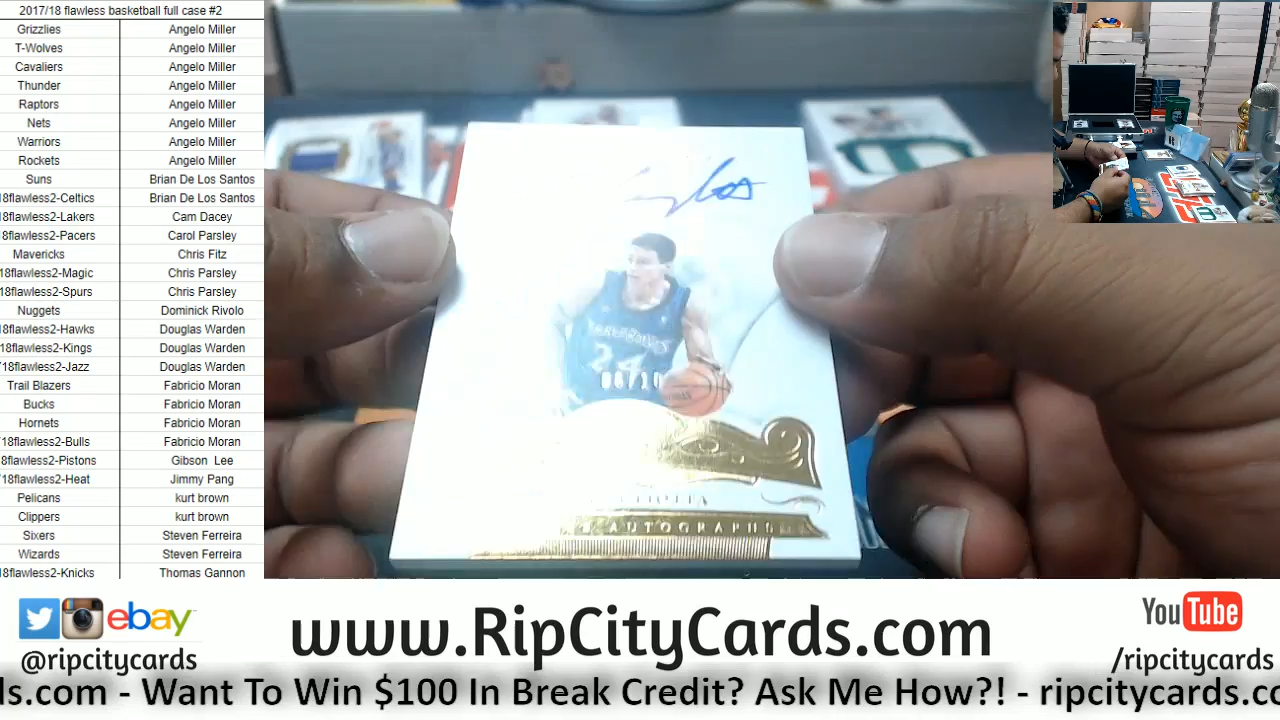 2017/18 flawless basketball full case #2
Grizzlies Angelo Miller
T-Wolves Angelo Miller
Cavaliers Angelo Miller
Thunder Angelo Miller
Raptors Angelo Miller
Nets Angelo Miller
Warriors Angelo Miller
Rockets Angelo Miller
Suns Brian De Los Santos
18flawless2-Celtics Brian De Los Santos
18flawless2-Lakers Cam Dacey
18flawless2-Pacers Carol Parsley
Mavericks Chris Fitz
18flawless2-Magic Chris Parsley
18flawless2-Spurs Chris Parsley
Nuggets Dominick Rivolo
18flawless2-Hawks Douglas Warden
18flawless2-Kings Douglas Warden
18flawless2-Jazz Douglas Warden
Trail Blazers Fabricio Moran
Bucks Fabricio Moran
Hornets Fabricio Moran
18flawless2-Bulls Fabricio Moran
18flawless2-Pistons Gibson Lee
18flawless2-Heat Jimmy Pang
Pelicans kurt brown
Clippers kurt brown
Sixers Steven Ferreira
Wizards Steven Ferreira
18flawless2-Knicks Thomas Gannon
AUTOGRAPHS
ebay
@ripcitycards
www.RipCityCards.com
YouTube
/ripcitycards
ds.com - Want To Win $100 In Break Credit? Ask Me How?! - ripcitycards.co